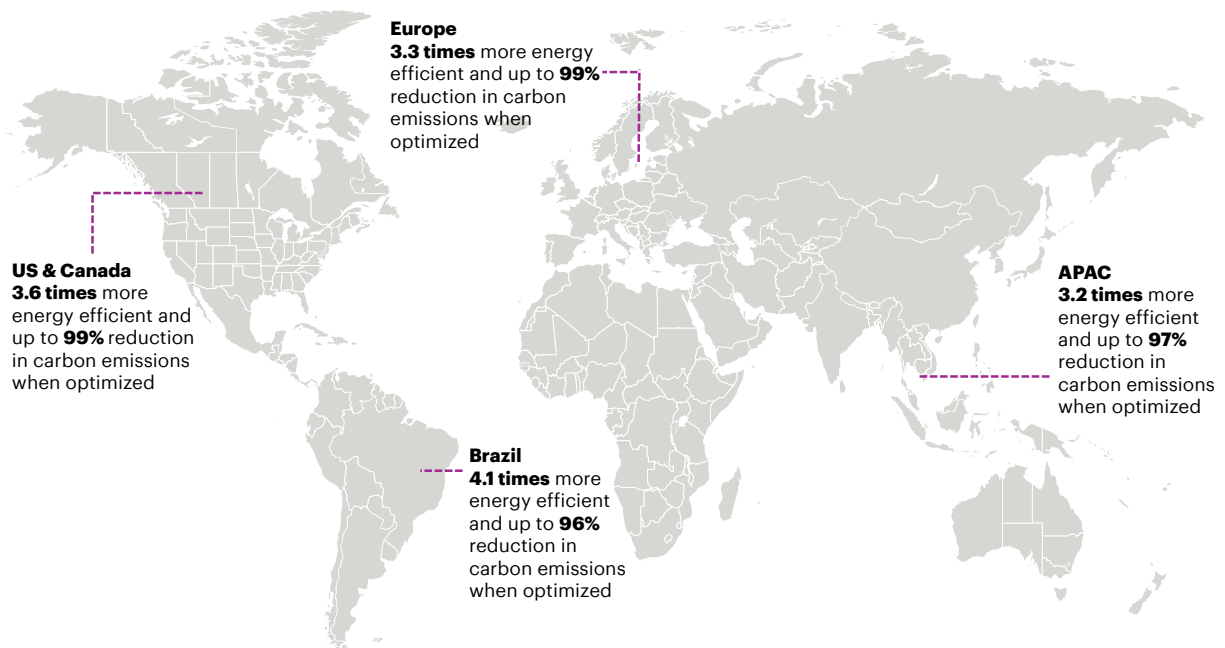 Europe
3.3 times more energy
efficient and up to 99%
reduction in carbon
emissions when
optimized
US & Canada
3.6 times more
energy efficient and
up to 99% reduction
in carbon emissions
when optimized
APAC
3.2 times more
energy efficient
and up to 97%
reduction in
carbon emissions
when optimized
Brazil
4.1 times more
energy efficient
and up to 96%
reduction in
carbon emissions
when optimized